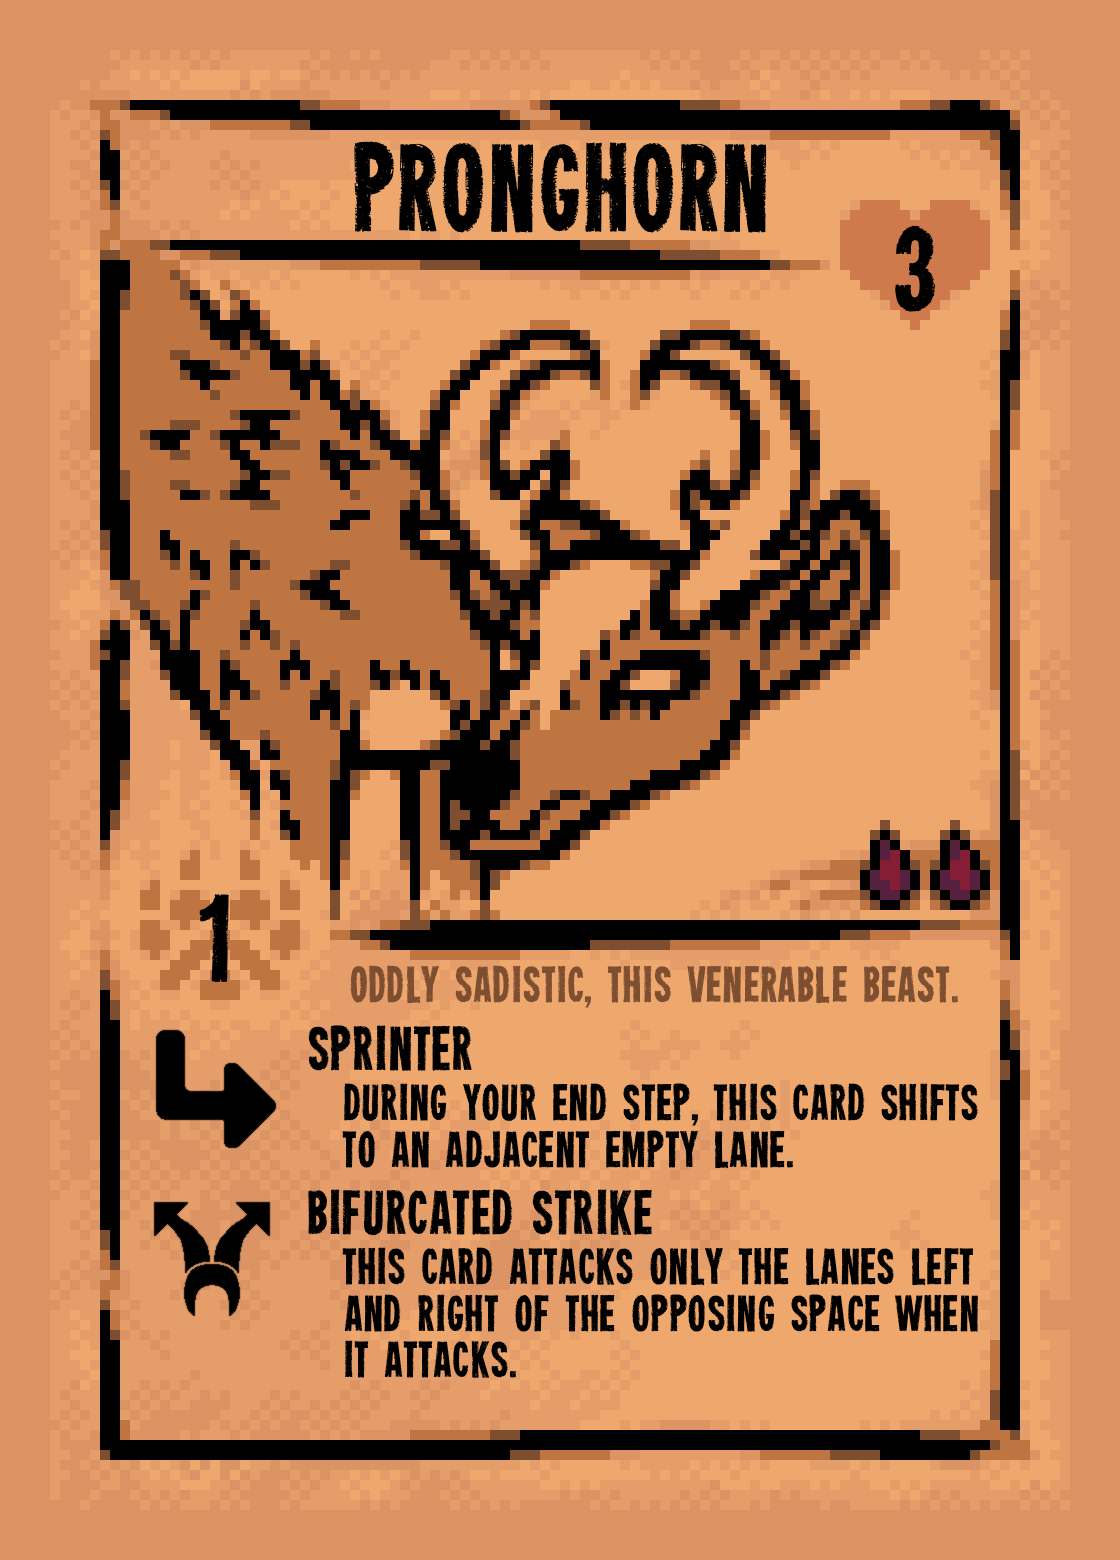 PRONGHORN
3
1
ODDLY SADISTIC, THIS VENERABLE BEAST.
SPRINTER
DURING YOUR END STEP, THIS CARD SHIFTS
TO AN ADJACENT EMPTY LANE.
BIFURCATED STRIKE
THIS CARD ATTACKS ONLY THE LANES LEFT
AND RIGHT OF THE OPPOSING SPACE WHEN
IT ATTACKS.